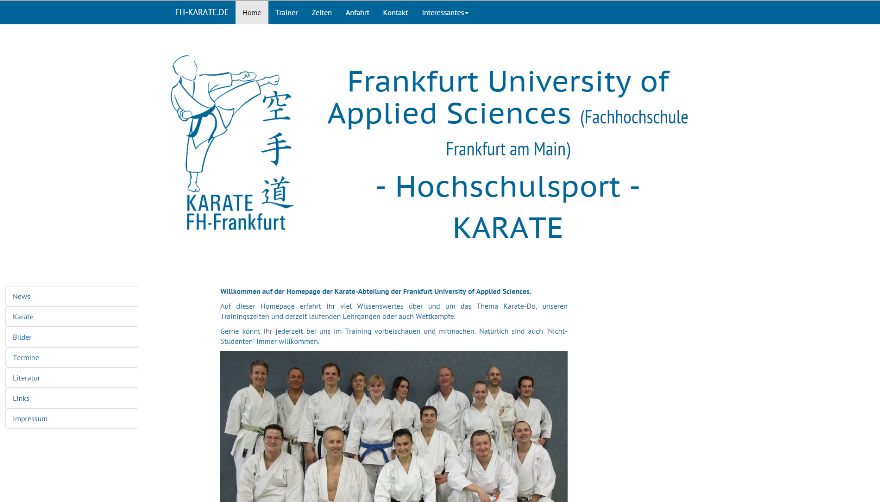 FH-KARATE.DE Home Trainer Zeiten Anfahrt Kontakt Interessantes
空
手
道
KARATE
FH-Frankfurt
Frankfurt University of
Applied Sciences (Fachhochschule
Frankfurt am Main)
- Hochschulsport -
KARATE
News
Karate
Bilder
Termine
Literatur
Links
Impressum
Willkommen auf der Homepage der Karate-Abteilung der Frankfurt University of Applied Sciences.
Auf dieser Homepage erfahrt Ihr viel Wissenswertes über und um das Thema Karate-Do, unseren
Trainingszeiten und derzeit laufenden Lehrgängen oder auch Wettkämpfe.
Gerne könnt Ihr jederzeit bei uns im Training vorbeischauen und mitmachen. Natürlich sind auch 'Nicht-
Studenten' immer willkommen.